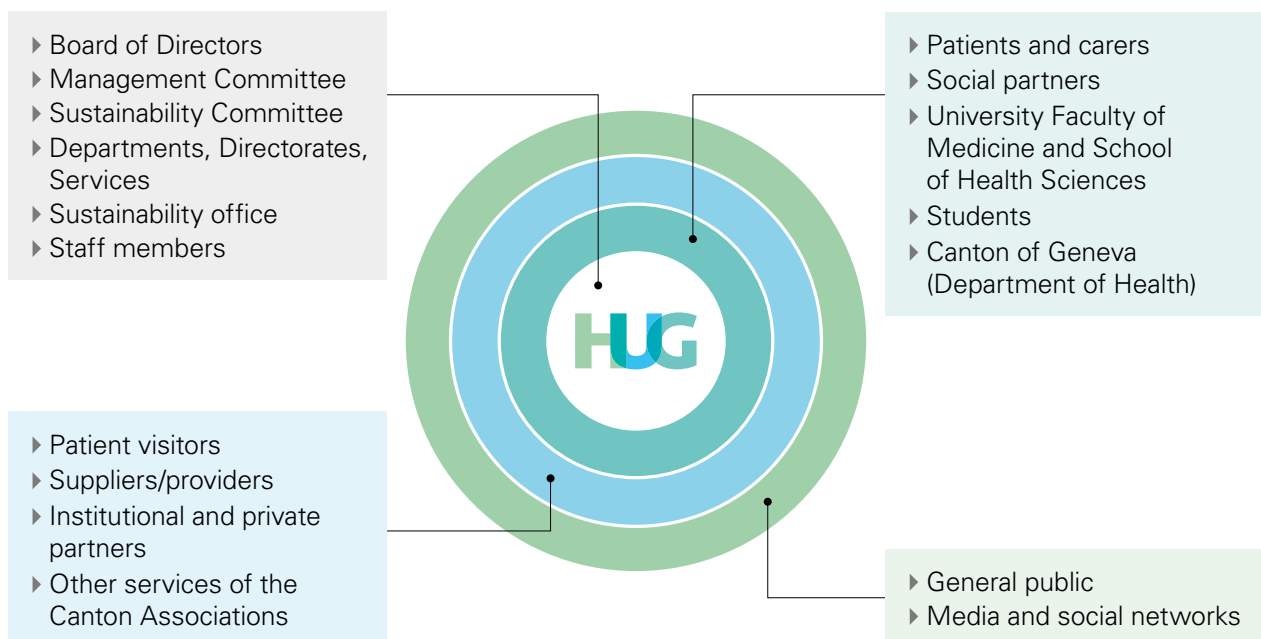 Board of Directors
Management Committee
Sustainability Committee
Departments, Directorates,
Services
Sustainability office
Staff members
Patients and carers
Social partners
University Faculty of
Medicine and School
of Health Sciences
Students
Canton of Geneva
(Department of Health)
HUG
Patient visitors
Suppliers/providers
Institutional and private
partners
Other services of the
Canton Associations
General public
Media and social networks